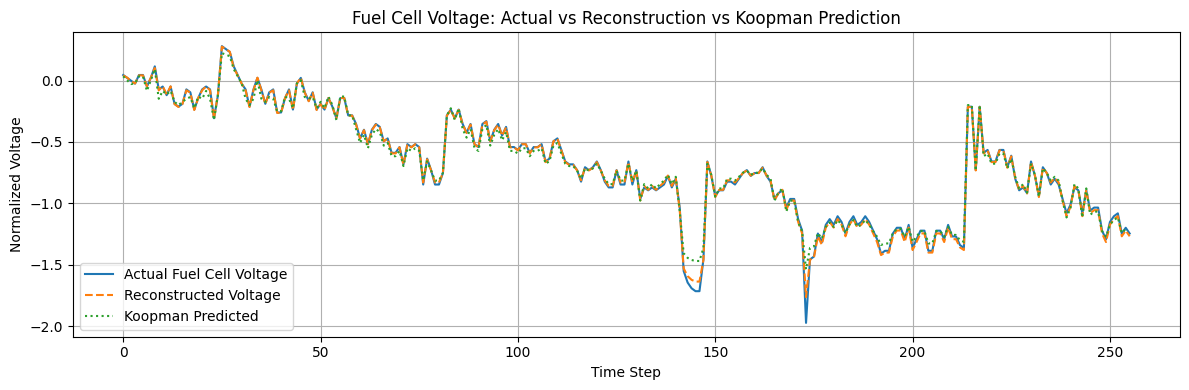 Fuel Cell Voltage: Actual vs Reconstruction vs Koopman Prediction
Normalized Voltage
0.0
−0.5
−1.0
−1.5
−2.0
Actual Fuel Cell Voltage
Reconstructed Voltage
Koopman Predicted
0 50 100 150 200 250
Time Step